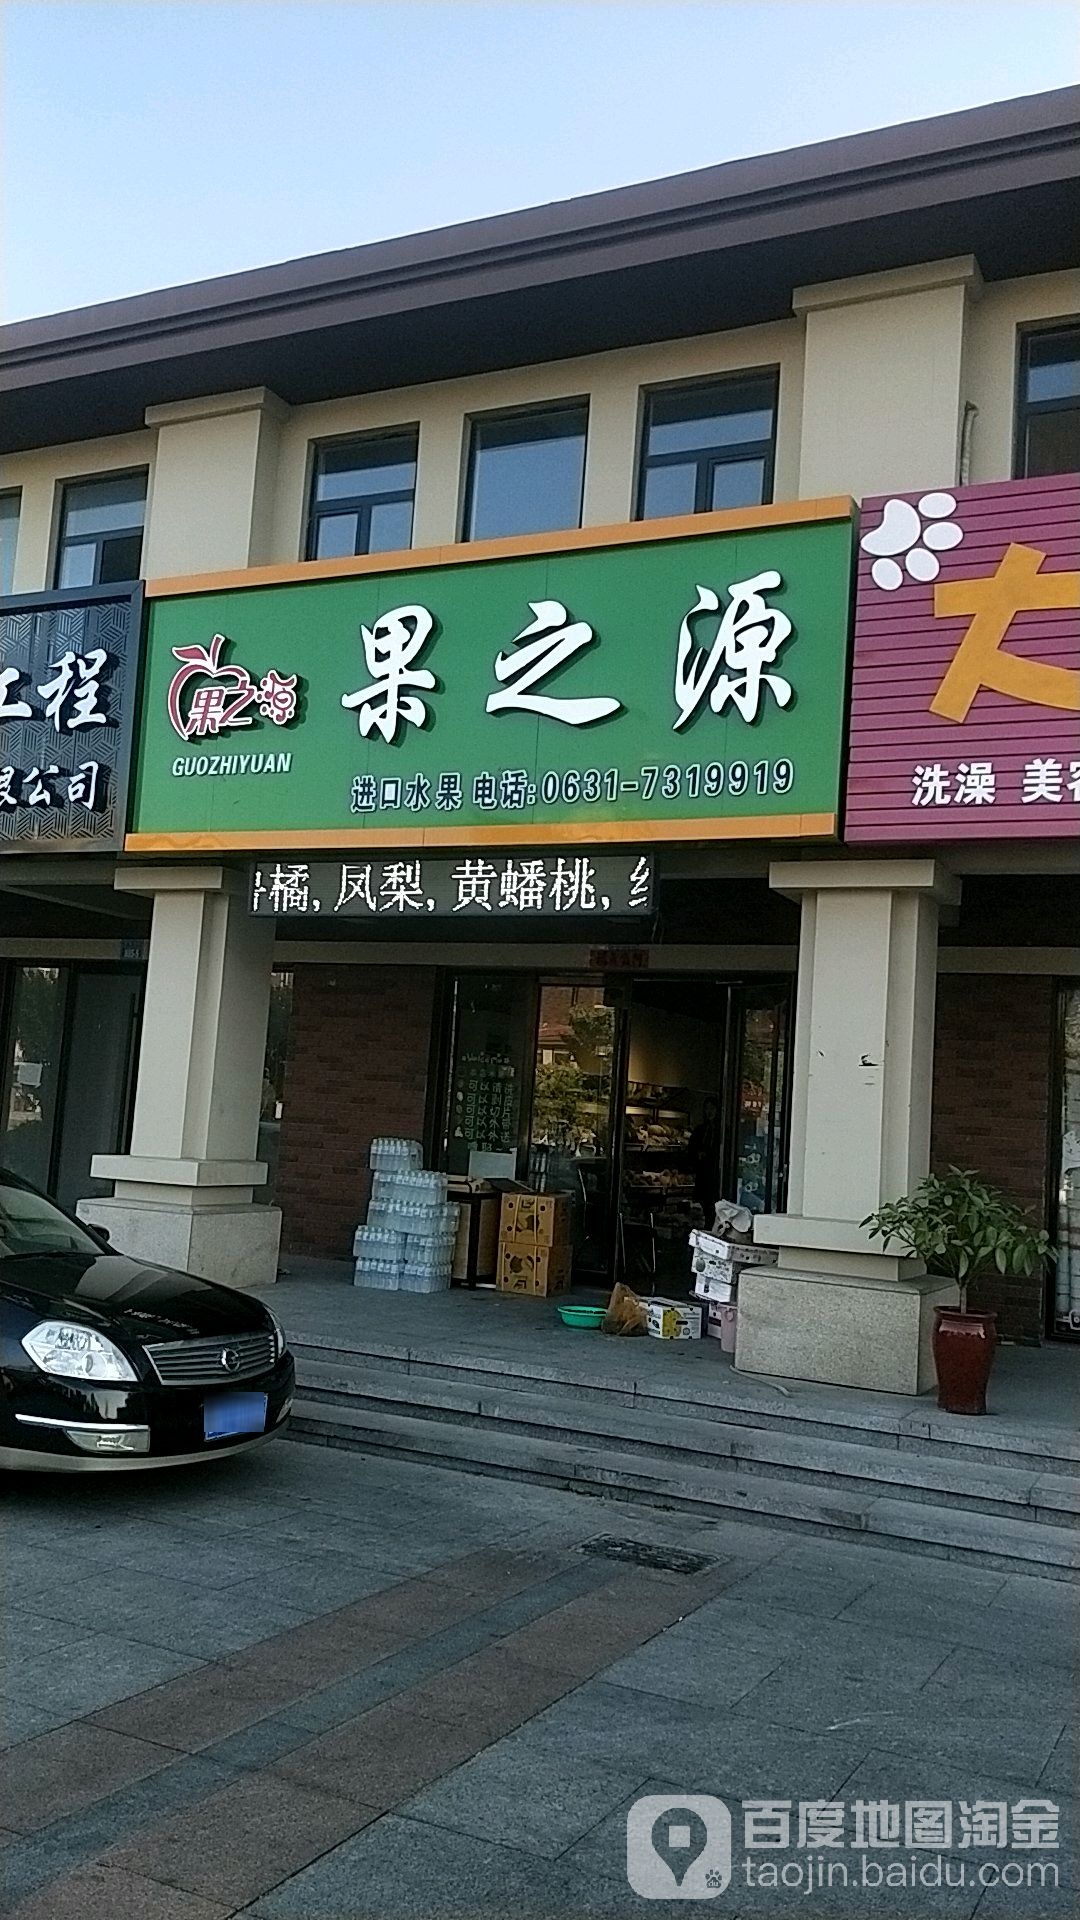 工程
限公司
果之源
GUOZHIYUAN
果之源
进口水果 电话:0631-7319919
大
洗澡 美容
橘,凤梨,黄蟠桃,红
百度地图淘金
taojin.baidu.com